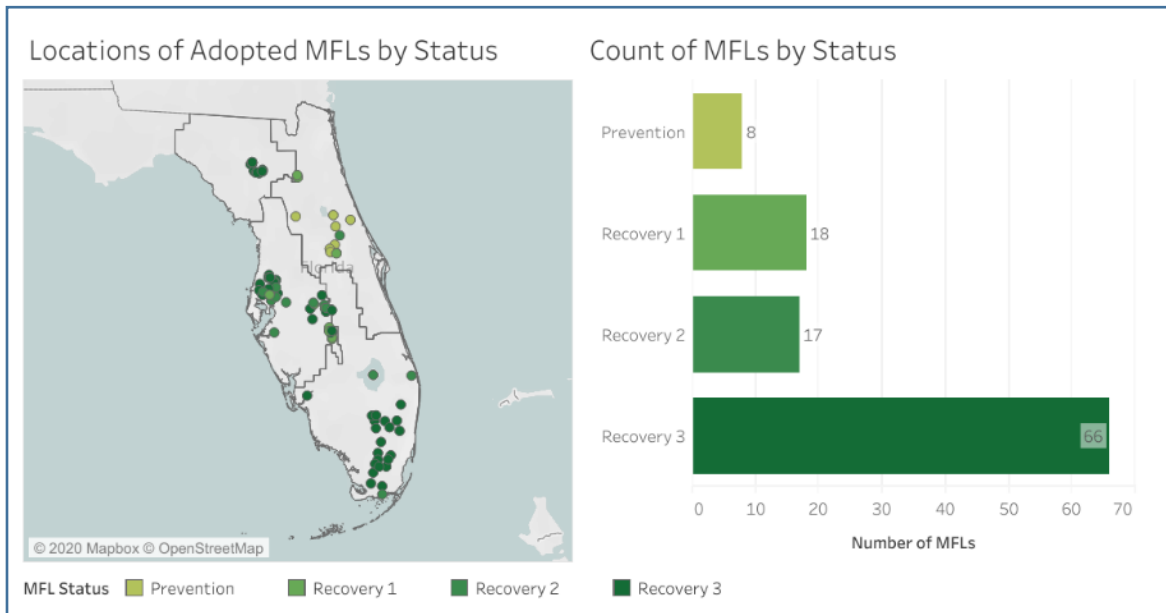 Locations of Adopted MFLs by Status
Florida
© 2020 Mapbox © OpenStreetMap
Count of MFLs by Status
Prevention
8
Recovery 1
18
Recovery 2
17
Recovery 3
66
0 10 20 30 40 50 60 70
Number of MFLs
MFL Status Prevention Recovery 1 Recovery 2 Recovery 3